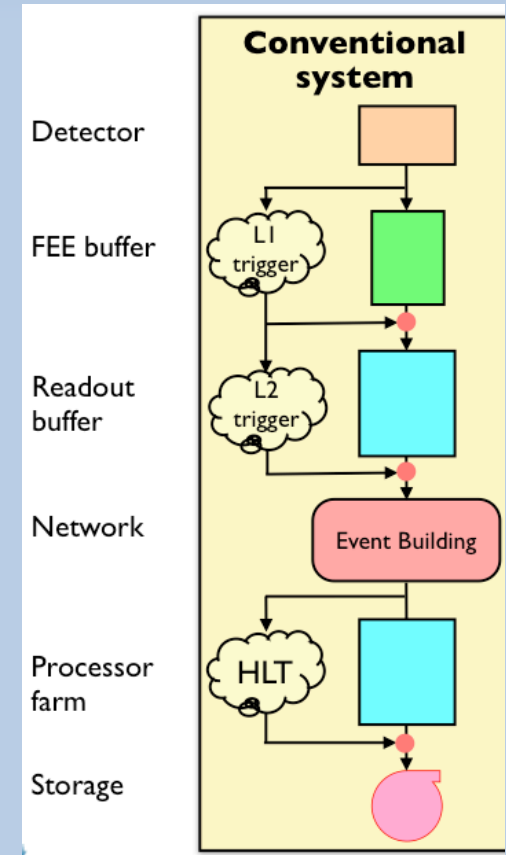 Conventional
system
Detector
FEE buffer
L1
trigger
Readout
buffer
L2
trigger
Network
Event Building
Processor
farm
HLT
Storage